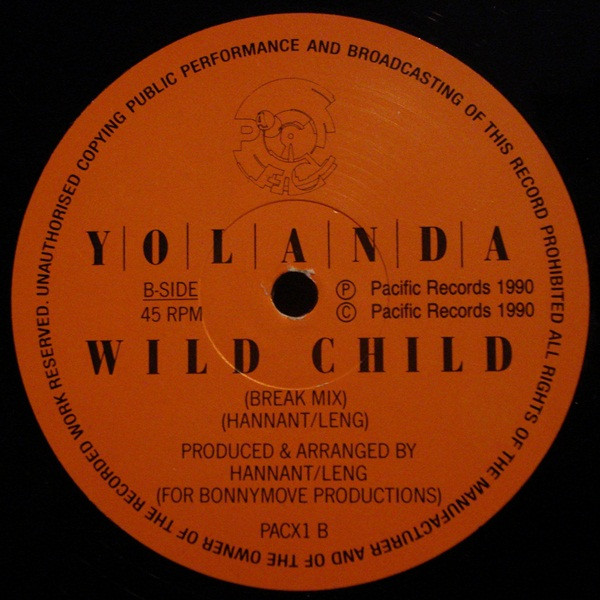 UNAUTHORISED COPYING PUBLIC PERFORMANCE AND BROADCASTING OF THIS RECORD PROHIBITED ALL RIGHTS OF THE MANUFACTURER AND OF THE OWNER OF THE RECORDED WORK RESERVED.
Y|O|L|A|N|D|A
B-SIDE Ⓟ Pacific Records 1990
45 RPM © Pacific Records 1990
WILD CHILD
(BREAK MIX)
(HANNANT/LENG)
PRODUCED & ARRANGED BY
HANNANT/LENG
(FOR BONNYMOVE PRODUCTIONS)
PACX1 B